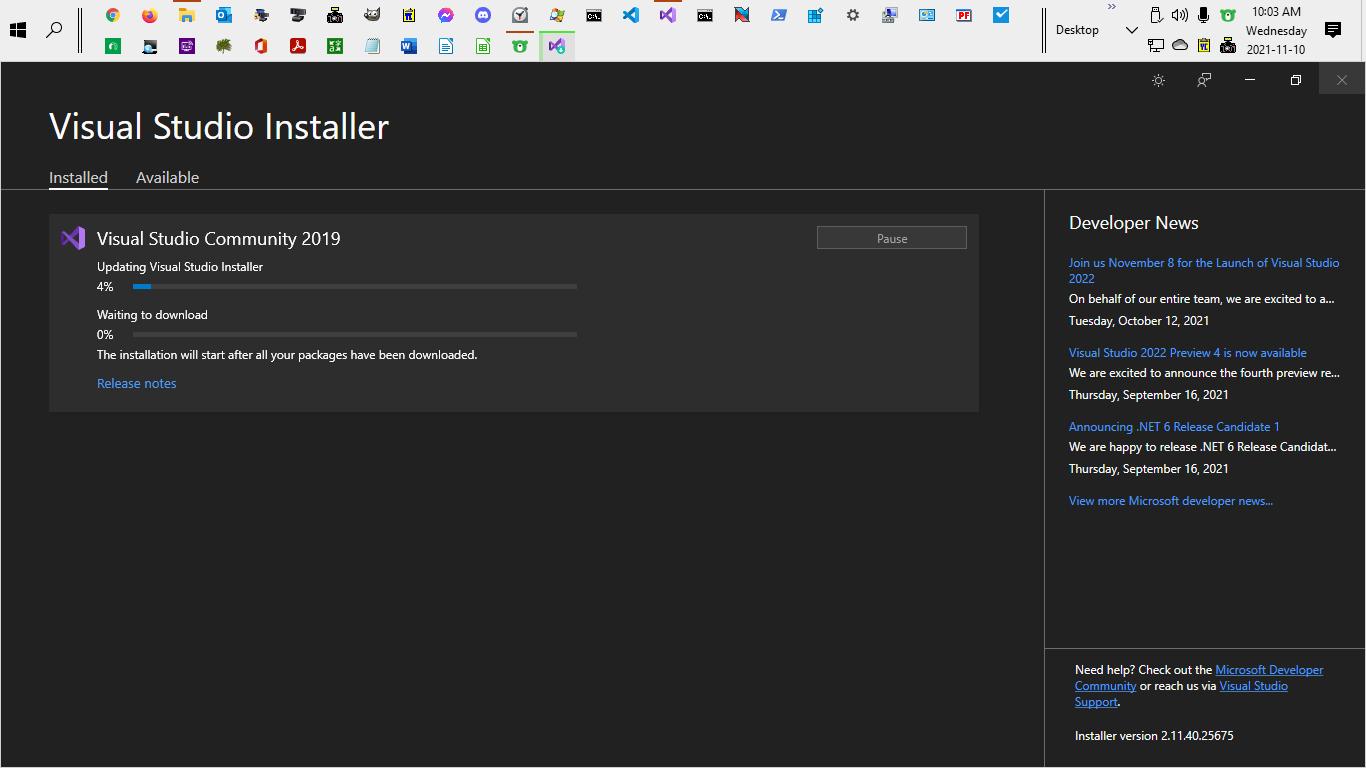 10:03 AM
Desktop
Wednesday
2021-11-10
Visual Studio Installer
Installed
Available
Visual Studio Community 2019
Pause
Updating Visual Studio Installer
4%
Waiting to download
0%
The installation will start after all your packages have been downloaded.
Release notes
Developer News
Join us November 8 for the Launch of Visual Studio
2022
On behalf of our entire team, we are excited to a...
Tuesday, October 12, 2021
Visual Studio 2022 Preview 4 is now available
We are excited to announce the fourth preview re...
Thursday, September 16, 2021
Announcing .NET 6 Release Candidate 1
We are happy to release .NET 6 Release Candidat...
Thursday, September 16, 2021
View more Microsoft developer news...
Need help? Check out the Microsoft Developer
Community or reach us via Visual Studio
Support.
Installer version 2.11.40.25675